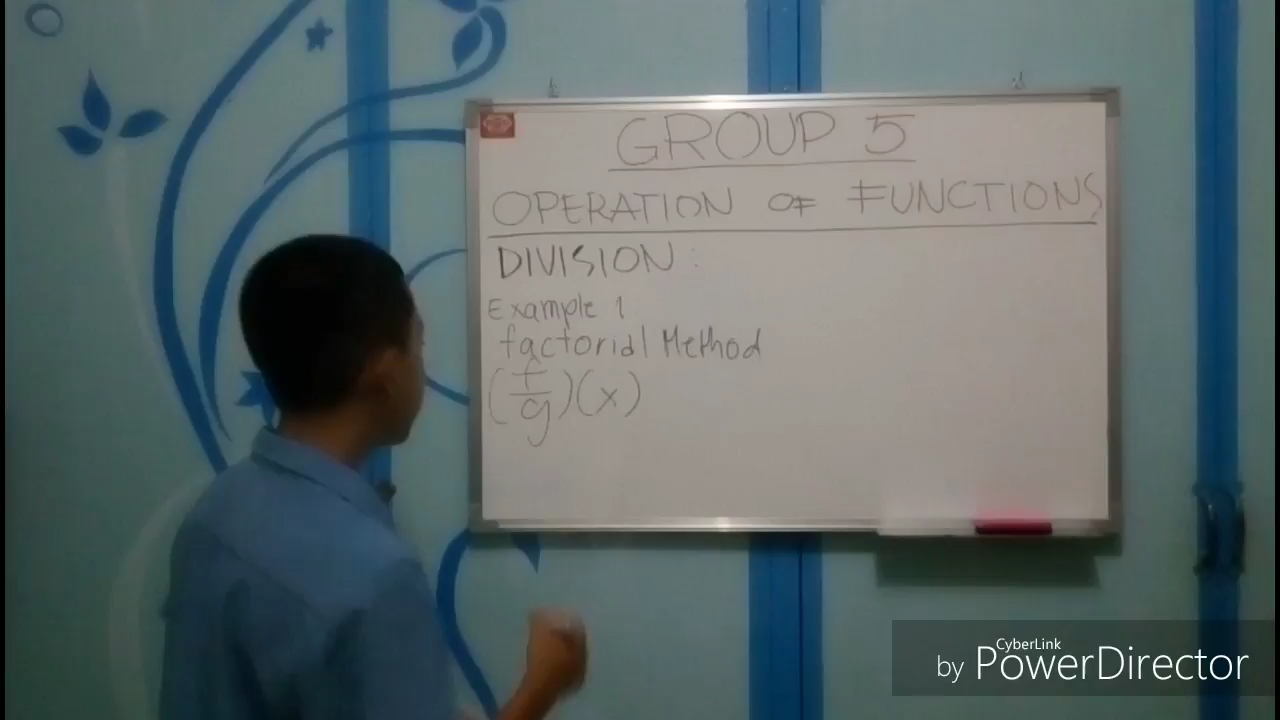 GROUP 5
OPERATION OF FUNCTIONS
DIVISION:
Example 1
factorial Method
(f/g)(x)
CyberLink
by PowerDirector